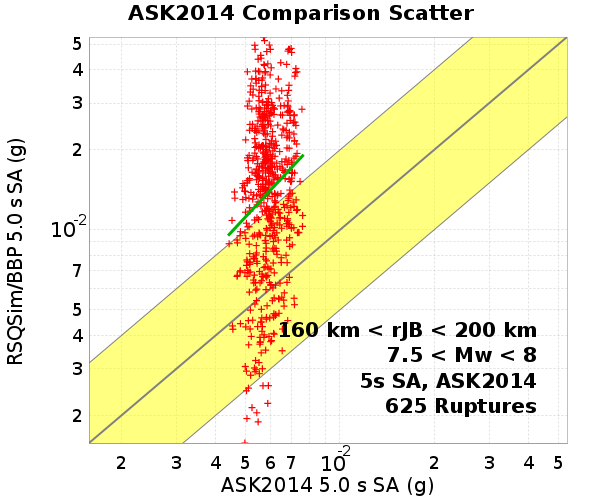 ASK2014 Comparison Scatter
RSQSim/BBP 5.0 s SA (g)
5
4
3
2
10-2
7
5
4
3
2
160 km < rJB < 200 km
7.5 < Mw < 8
5s SA, ASK2014
625 Ruptures
2 3 4 5 6 7 10-2 2 3 4 5
ASK2014 5.0 s SA (g)